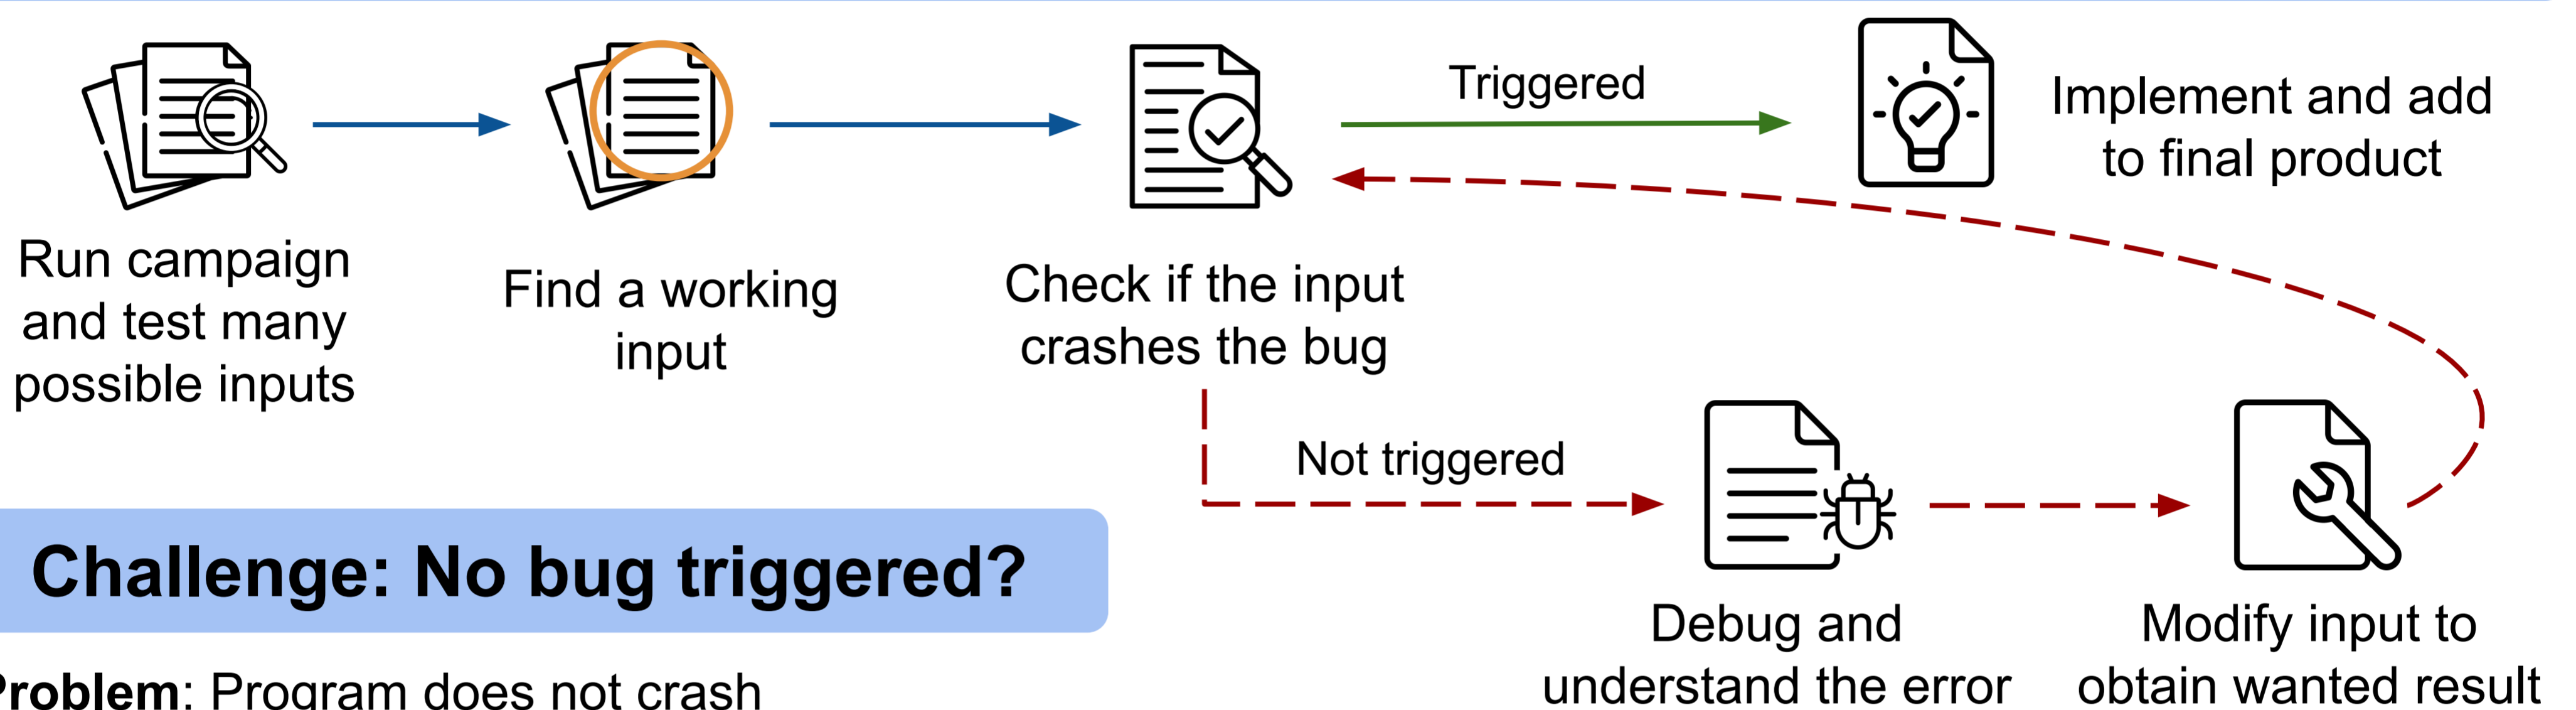 Run campaign
and test many
possible inputs
Find a working
input
Check if the input
crashes the bug
Triggered
Implement and add
to final product
Not triggered
Debug and
understand the error
Modify input to
obtain wanted result
Challenge: No bug triggered?
Problem: Program does not crash